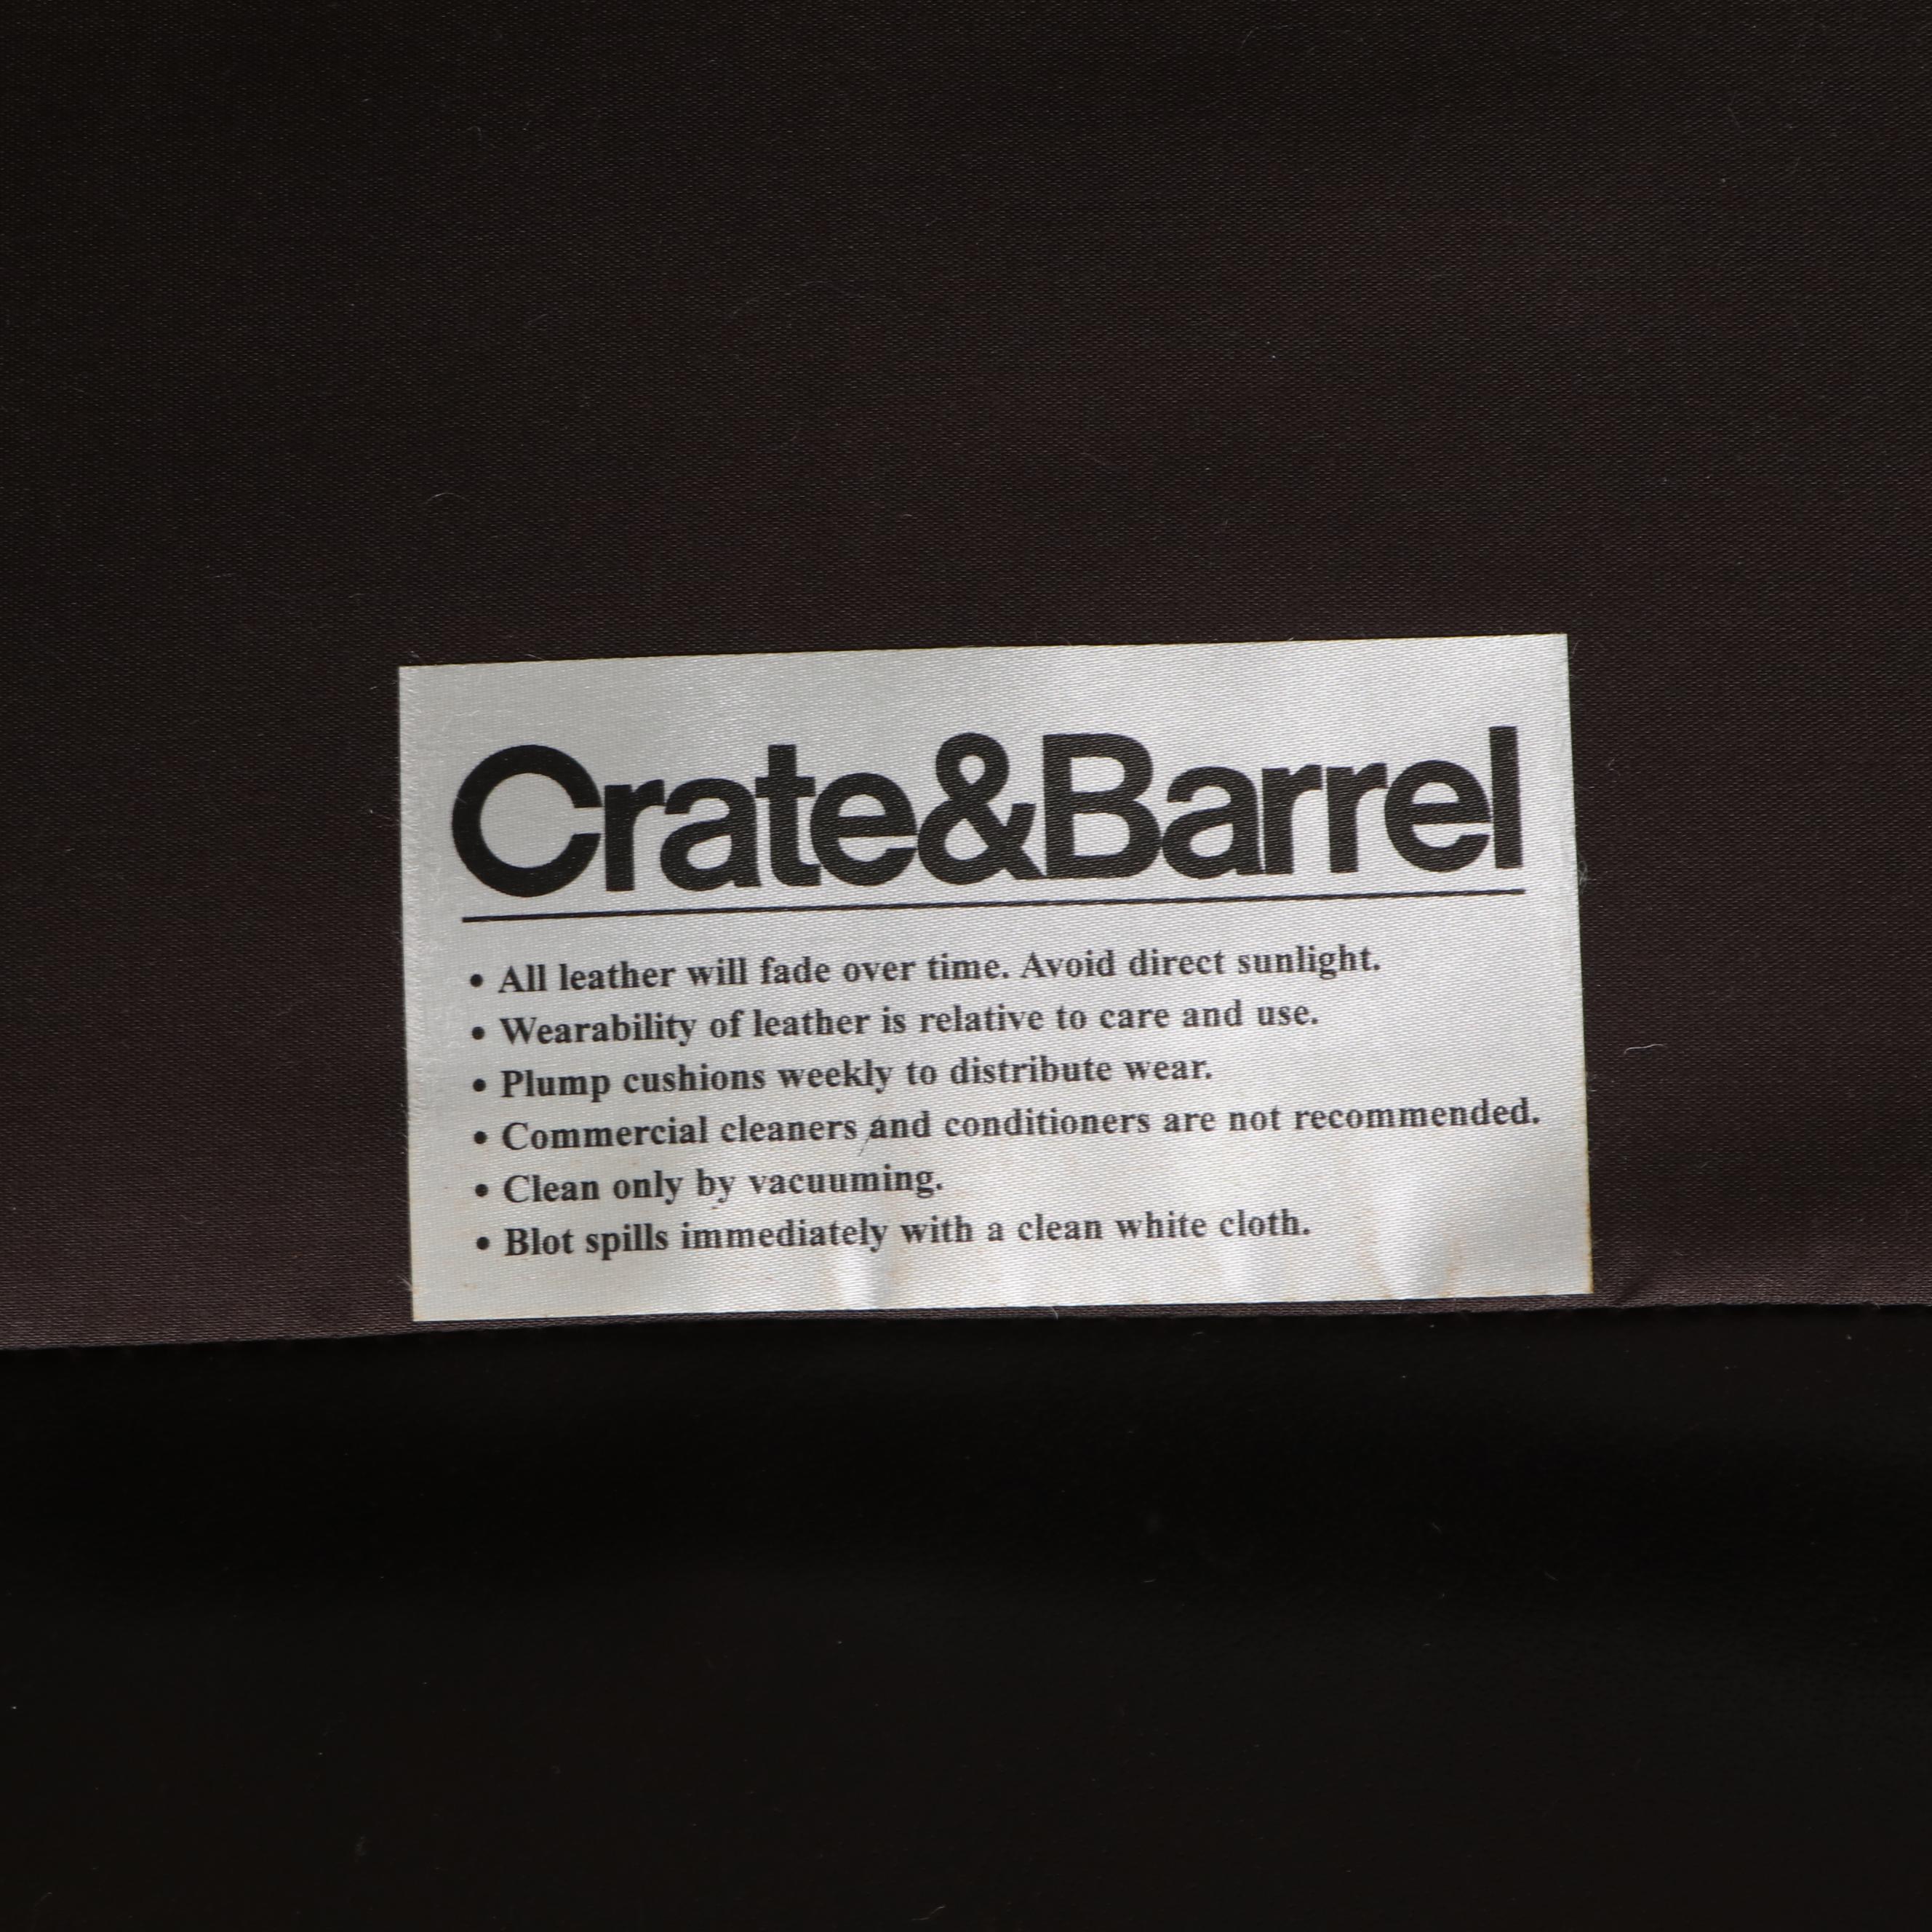 Crate&Barrel
• All leather will fade over time. Avoid direct sunlight.
• Wearability of leather is relative to care and use.
• Plump cushions weekly to distribute wear.
• Commercial cleaners and conditioners are not recommended.
• Clean only by vacuuming.
• Blot spills immediately with a clean white cloth.